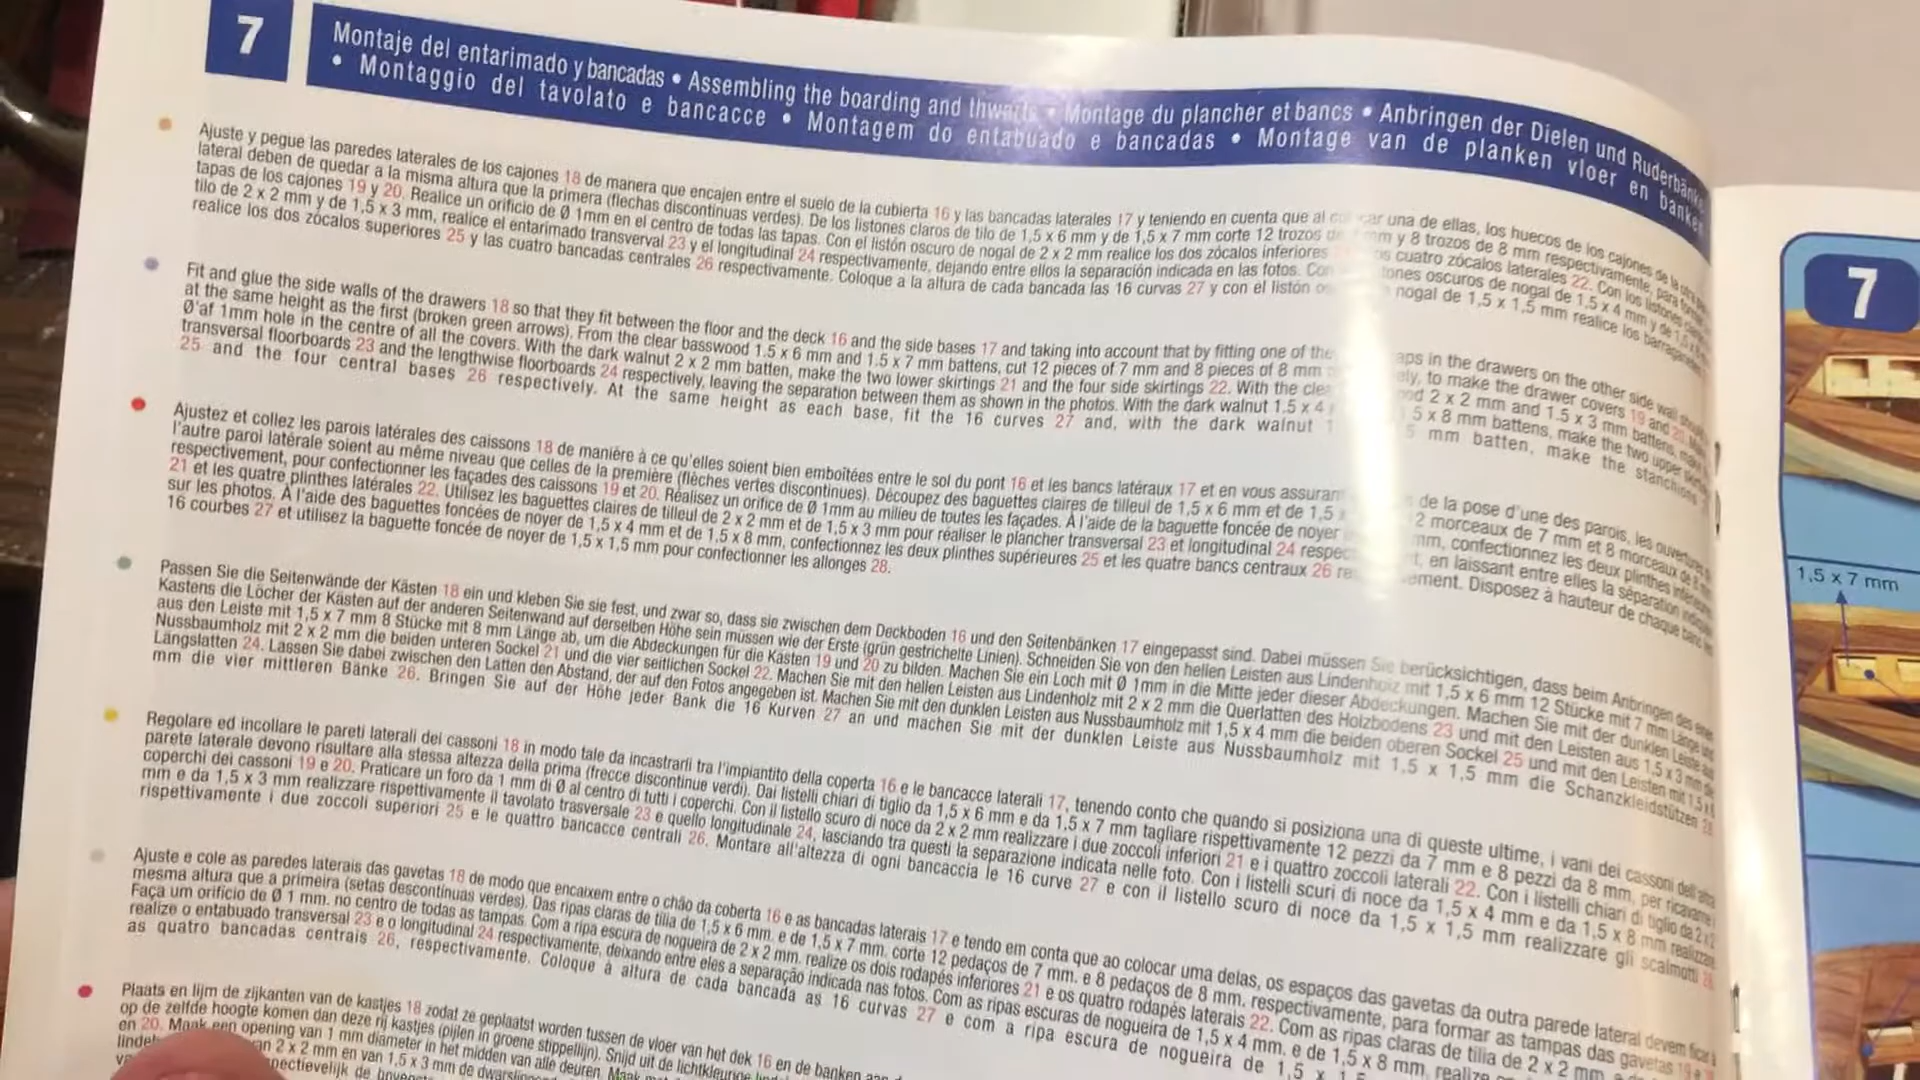 7
Montaje del entarimado y bancadas • Assembling the boarding and thwarts • Montage du plancher et bancs • Anbringen der Dielen und Ruderbänke
• Montaggio del tavolato e bancacce • Montagem do entabuado e bancadas • Montage van de planken vloer en banken
Ajuste y pegue las paredes laterales de los cajones 18 de manera que encajen entre el suelo de la cubierta 16 y las bancadas laterales 17 y teniendo en cuenta que al una de ellas, los huecos de los cajones de la otra
lateral deben de quedar a la misma altura que la primera (flechas discontinuas verdes). De los listones claros de tilo de 1,5 x 6 mm y de 1,5 x 7 mm corte 12 trozos de mm y 8 trozos de 8 mm respectivamente, para
tapas de los cajones 19 y 20. Realice un orificio de Ø 1mm en el centro de todas las tapas. Con el listón oscuro de nogal de 2 x 2 mm realice los dos zócalos inferiores cuatro zócalos laterales 22. Con los listones
tilo de 2 x 2 mm y de 1,5 x 3 mm, realice el entarimado transverval 23 y el longitudinal 24 respectivamente, dejando entre ellos la separación indicada en las fotos. Con oscuros de nogal de 1,5 x 4 mm y de
realice los dos zócalos superiores 25 y las cuatro bancadas centrales 26 respectivamente. Coloque a la altura de cada bancada las 16 curvas 27 y con el listón nogal de 1,5 x 1,5 mm realice los
Fit and glue the side walls of the drawers 18 so that they fit between the floor and the deck 16 and the side bases 17 and taking into account that by fitting one of the in the drawers on the other side wall
at the same height as the first (broken green arrows). From the clear basswood 1.5 x 6 mm and 1.5 x 7 mm battens, cut 12 pieces of 7 mm and 8 pieces of 8 mm to make the drawer covers 19 and
Ø'af 1mm hole in the centre of all the covers. With the dark walnut 2 x 2 mm batten, make the two lower skirtings 21 and the four side skirtings 22. With the 2 x 2 mm and 1.5 x 3 mm battens,
transversal floorboards 23 and the lengthwise floorboards 24 respectively, leaving the separation between them as shown in the photos. With the dark walnut 1.5 x 4 x 8 mm battens, make the two upper
25 and the four central bases 26 respectively. At the same height as each base, fit the 16 curves 27 and, with the dark walnut mm batten, make the stanchions
Ajustez et collez les parois latérales des caissons 18 de manière à ce qu'elles soient bien emboîtées entre le sol du pont 16 et les bancs latéraux 17 et en vous de la pose d'une des parois, les
l'autre paroi latérale soient au même niveau que celles de la première (flèches vertes discontinues). Découpez des baguettes claires de tilleul de 1,5 x 6 mm et de 1,5 x morceaux de 7 mm et 8 morceaux de
respectivement, pour confectionner les façades des caissons 19 et 20. Réalisez un orifice de Ø 1mm au milieu de toutes les façades. À l'aide de la baguette foncée de noyer mm, confectionnez les deux plinthes
21 et les quatre plinthes latérales 22. Utilisez les baguettes claires de tilleul de 2 x 2 mm et de 1,5 x 3 mm pour réaliser le plancher transversal 23 et longitudinal 24 en laissant entre elles la séparation
sur les photos. À l'aide des baguettes foncées de noyer de 1,5 x 4 mm et de 1,5 x 8 mm, confectionnez les deux plinthes supérieures 25 et les quatre bancs centraux 26 Disposez à hauteur de chaque banc
16 courbes 27 et utilisez la baguette foncée de noyer de 1,5 x 1,5 mm pour confectionner les allonges 28.
Passen Sie die Seitenwände der Kästen 18 ein und kleben Sie sie fest, und zwar so, dass sie zwischen dem Deckboden 16 und den Seitenbänken 17 eingepasst sind. Dabei müssen Sie berücksichtigen, dass beim Anbringen des
Kastens die Löcher der Kästen auf der anderen Seitenwand auf derselben Höhe sein müssen wie der Erste (grün gestrichelte Linien). Schneiden Sie von den hellen Leisten aus Lindenholz mit 1,5 x 6 mm 12 Stücke mit 7 mm Länge
aus den Leiste mit 1,5 x 7 mm 8 Stücke mit 8 mm Länge ab, um die Abdeckungen für die Kästen 19 und 20 zu bilden. Machen Sie ein Loch mit Ø 1mm in die Mitte jeder dieser Abdeckungen. Machen Sie mit der dunklen Leiste
Nussbaumholz mit 2 x 2 mm die beiden unteren Sockel 21 und die vier seitlichen Sockel 22. Machen Sie mit den hellen Leisten aus Lindenholz mit 2 x 2 mm die Querlatten des Holzbodens 23 und mit den Leisten aus 1,5 x 3 mm
Längslatten 24. Lassen Sie dabei zwischen den Latten den Abstand, der auf den Fotos angegeben ist. Machen Sie mit den dunklen Leisten aus Nussbaumholz mit 1,5 x 4 mm die beiden oberen Sockel 25 und mit den Leisten mit
mm die vier mittleren Bänke 26. Bringen Sie auf der Höhe jeder Bank die 16 Kurven 27 an und machen Sie mit der dunklen Leiste aus Nussbaumholz mit 1,5 x 1,5 mm die Schanzkleidstützen
Regolare ed incollare le pareti laterali dei cassoni 18 in modo tale da incastrarli tra l'impiantito della coperta 16 e le bancacce laterali 17, tenendo conto che quando si posiziona una di queste ultime, i vani dei cassoni
parete laterale devono risultare alla stessa altezza della prima (frecce discontinue verdi). Dai listelli chiari di tiglio da 1,5 x 6 mm e da 1,5 x 7 mm tagliare rispettivamente 12 pezzi da 7 mm e 8 pezzi da 8 mm, per
coperchi dei cassoni 19 e 20. Praticare un foro da 1 mm di Ø al centro di tutti i coperchi. Con il listello scuro di noce da 2 x 2 mm realizzare i due zoccoli inferiori 21 e i quattro zoccoli laterali 22. Con i listelli chiari di tiglio da
mm e da 1,5 x 3 mm realizzare rispettivamente il tavolato trasversale 23 e quello longitudinale 24, lasciando tra questi la separazione indicata nelle foto. Con i listelli scuri di noce da 1,5 x 4 mm e da 1,5 x 8 mm realizzare
rispettivamente i due zoccoli superiori 25 e le quattro bancacce centrali 26. Montare all'altezza di ogni bancaccia le 16 curve 27 e con il listello scuro di noce da 1,5 x 1,5 mm realizzare gli scalmotti
Ajuste e cole as paredes laterais das gavetas 18 de modo que encaixem entre o chão da coberta 16 e as bancadas laterais 17 e tendo em conta que ao colocar uma delas, os espaços das gavetas da outra parede lateral devem ficar
mesma altura que a primeira (setas descontínuas verdes). Das ripas claras de tília de 1,5 x 6 mm. e de 1,5 x 7 mm. corte 12 pedaços de 7 mm. e 8 pedaços de 8 mm. respectivamente, para formar as tampas das gavetas
Faça um orifício de Ø 1 mm. no centro de todas as tampas. Com a ripa escura de nogueira de 2 x 2 mm. realize os dois rodapés inferiores 21 e os quatro rodapés laterais 22. Com as ripas claras de tília de 2 x 2 mm
realize o entabuado transversal 23 e o longitudinal 24 respectivamente, deixando entre eles a separação indicada nas fotos. Com as ripas escuras de nogueira de 1,5 x 4 mm. e de 1,5 x 8 mm. realize
as quatro bancadas centrais 26, respectivamente. Coloque à altura de cada bancada as 16 curvas 27 e com a ripa escura de nogueira de 1,5 x
Plaats en lijm de zijkanten van de kastjes 18 zodat ze geplaatst worden tussen de vloer van het dek 16 en de banken
op de zelfde hoogte komen dan deze rij kastjes (pijlen in groene stippellijn). Snijd uit de lichtkleurige
en 20. Maak een opening van 1 mm diameter in het midden van alle deuren. Maak
van 2 x 2 mm en van 1,5 x 3 mm de
7
1,5 x 7 mm